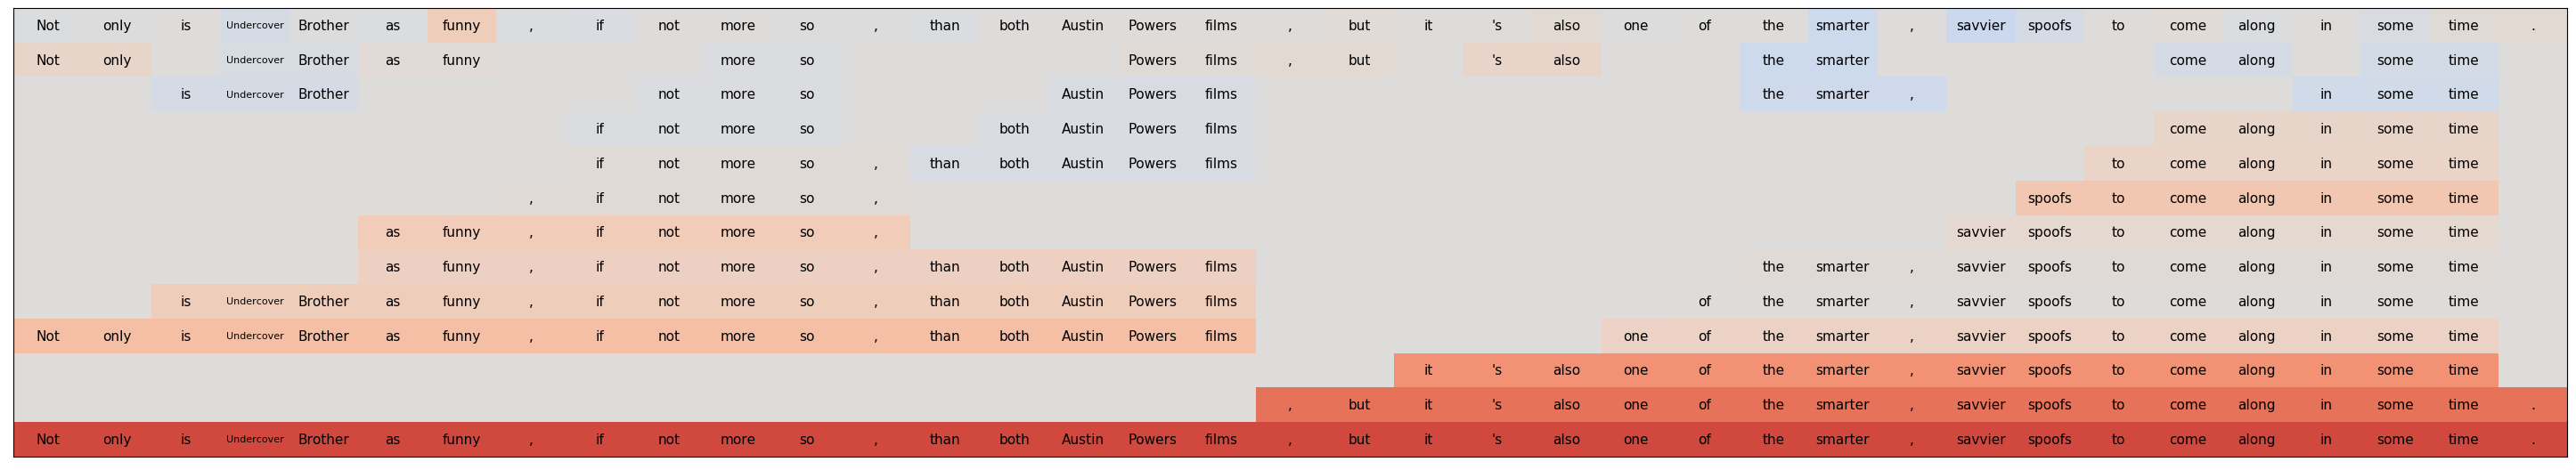 Not only is Undercover Brother as funny , if not more so , than both Austin Powers films , but it 's also one of the smarter , savvier spoofs to come along in some time .
Not only Undercover Brother as funny more so Powers films , but 's also the smarter come along some time
is Undercover Brother not more so Austin Powers films the smarter , in some time
if not more so both Austin Powers films come along in some time
if not more so , than both Austin Powers films to come along in some time
, if not more so , spoofs to come along in some time
as funny , if not more so , savvier spoofs to come along in some time
as funny , if not more so , than both Austin Powers films the smarter , savvier spoofs to come along in some time
is Undercover Brother as funny , if not more so , than both Austin Powers films of the smarter , savvier spoofs to come along in some time
Not only is Undercover Brother as funny , if not more so , than both Austin Powers films one of the smarter , savvier spoofs to come along in some time
it 's also one of the smarter , savvier spoofs to come along in some time
, but it 's also one of the smarter , savvier spoofs to come along in some time .
Not only is Undercover Brother as funny , if not more so , than both Austin Powers films , but it 's also one of the smarter , savvier spoofs to come along in some time .